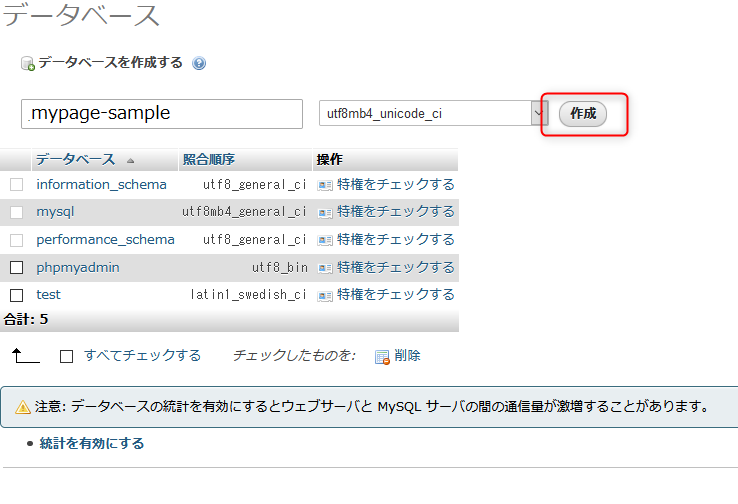 データベース
データベースを作成する
mypage-sample utf8mb4_unicode_ci 作成
データベース 照合順序 操作
information_schema utf8_general_ci 特権をチェックする
mysql utf8mb4_general_ci 特権をチェックする
performance_schema utf8_general_ci 特権をチェックする
phpmyadmin utf8_bin 特権をチェックする
test latin1_swedish_ci 特権をチェックする
合計: 5
すべてチェックする チェックしたものを: 削除
注意: データベースの統計を有効にするとウェブサーバと MySQL サーバの間の通信量が激増することがあります。
• 統計を有効にする